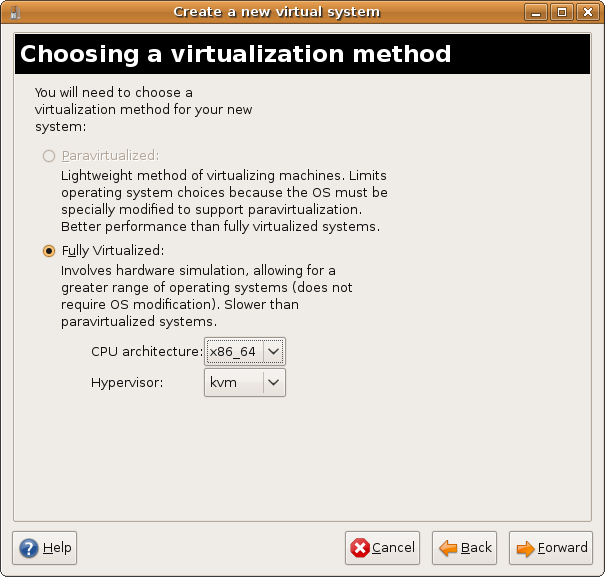 Create a new virtual system
Choosing a virtualization method
You will need to choose a
virtualization method for your new
system:
Paravirtualized:
Lightweight method of virtualizing machines. Limits
operating system choices because the OS must be
specially modified to support paravirtualization.
Better performance than fully virtualized systems.
Fully Virtualized:
Involves hardware simulation, allowing for a
greater range of operating systems (does not
require OS modification). Slower than
paravirtualized systems.
CPU architecture: x86_64
Hypervisor: kvm
Help Cancel Back Forward